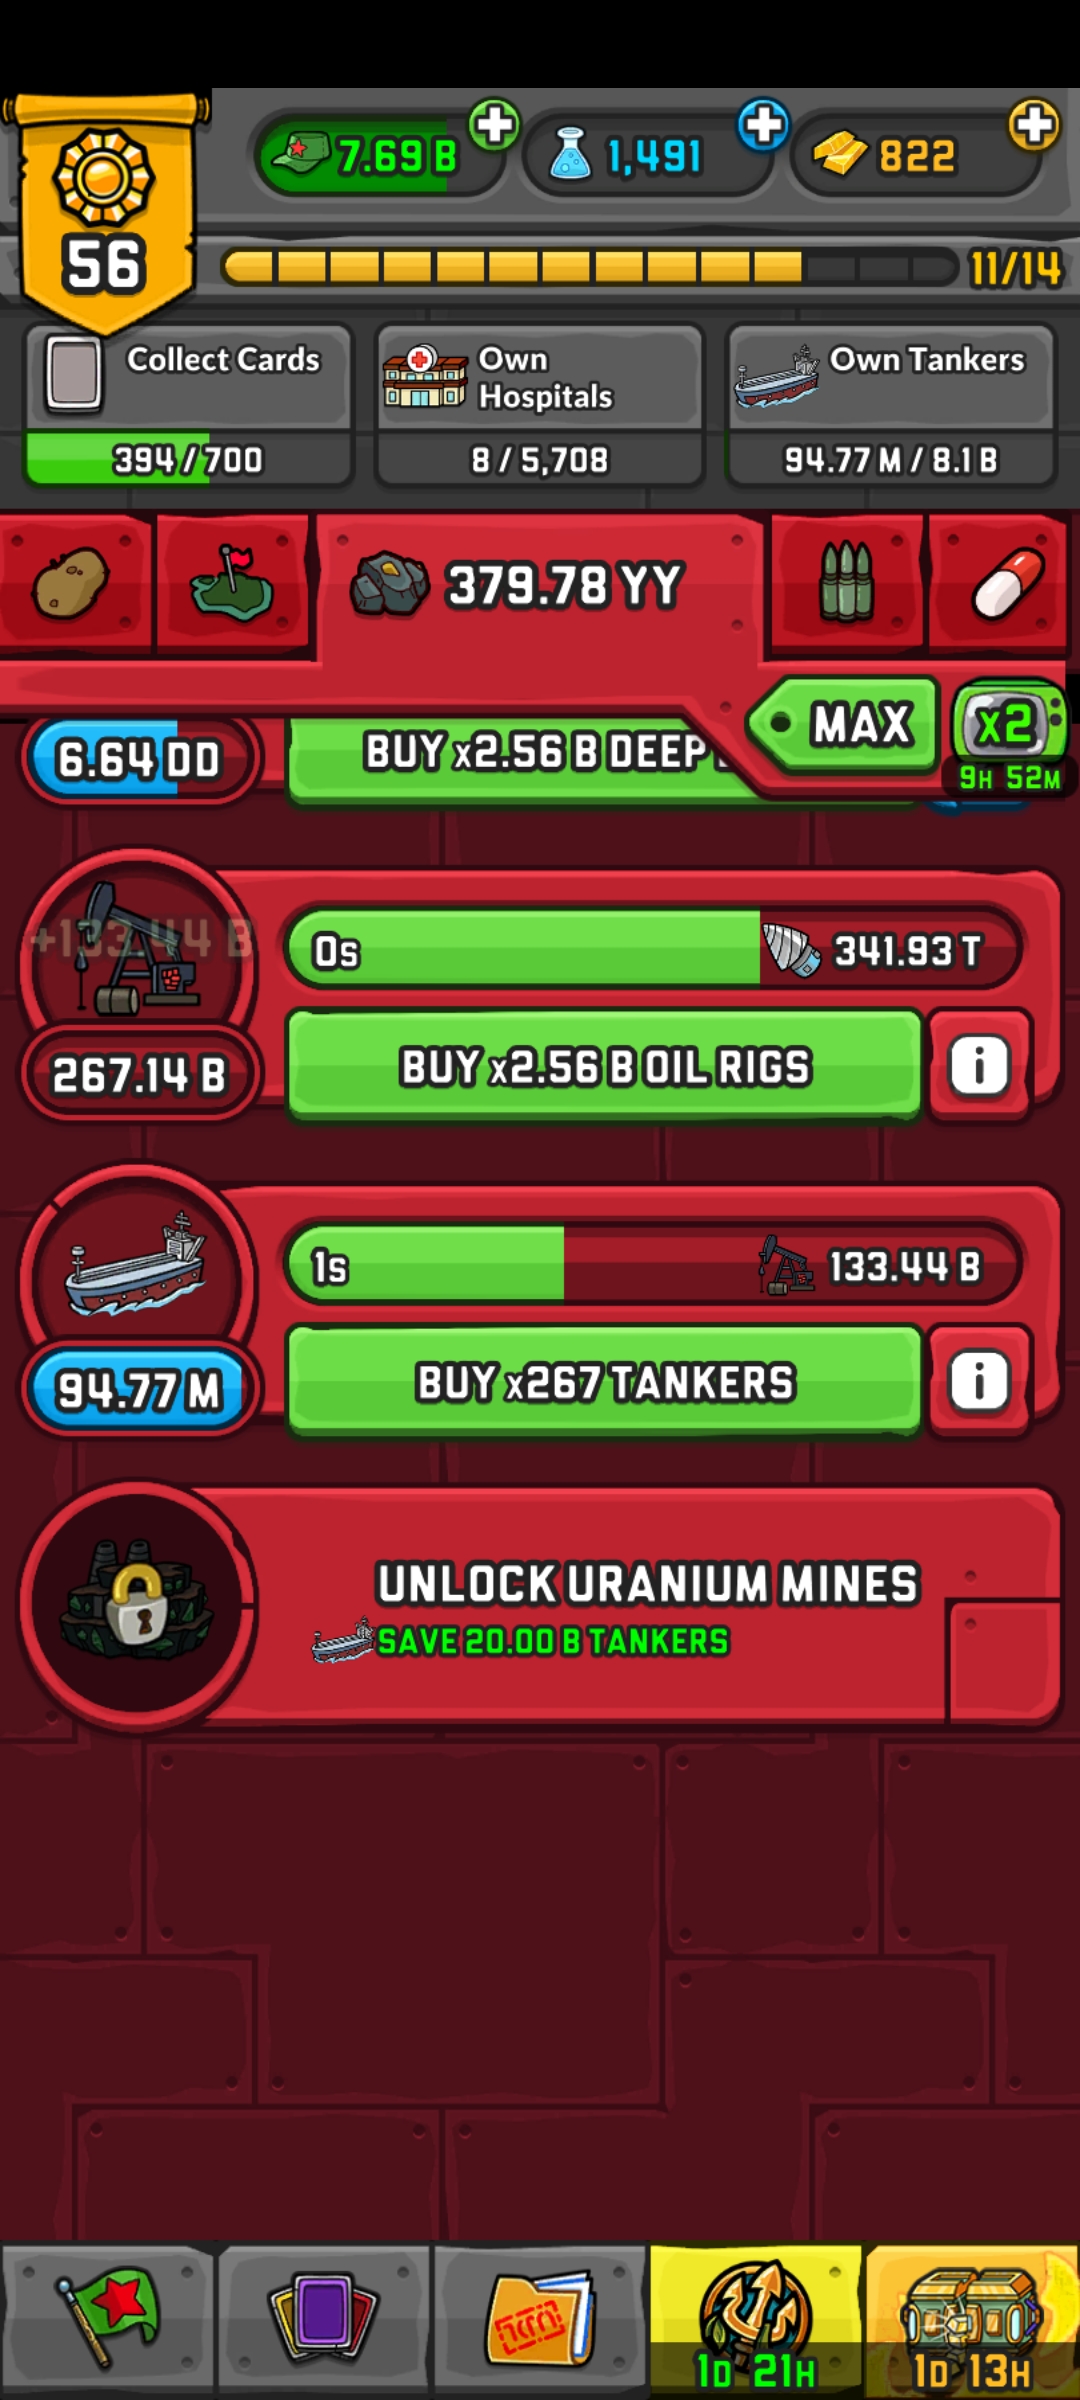 7.69 B
1,491
822
56
11/14
Collect Cards
394/700
Own
Hospitals
8/5,708
Own Tankers
94.77 M/8.1 B
379.78 YY
MAX
x2
9H 52M
6.64 DD
BUY x2.56 B DEEP
+133.44 B
0s
341.93 T
267.14 B
BUY x2.56 B OIL RIGS
i
1s
133.44 B
94.77 M
BUY x267 TANKERS
i
UNLOCK URANIUM MINES
SAVE 20.00 B TANKERS
1D 21H
1D 13H